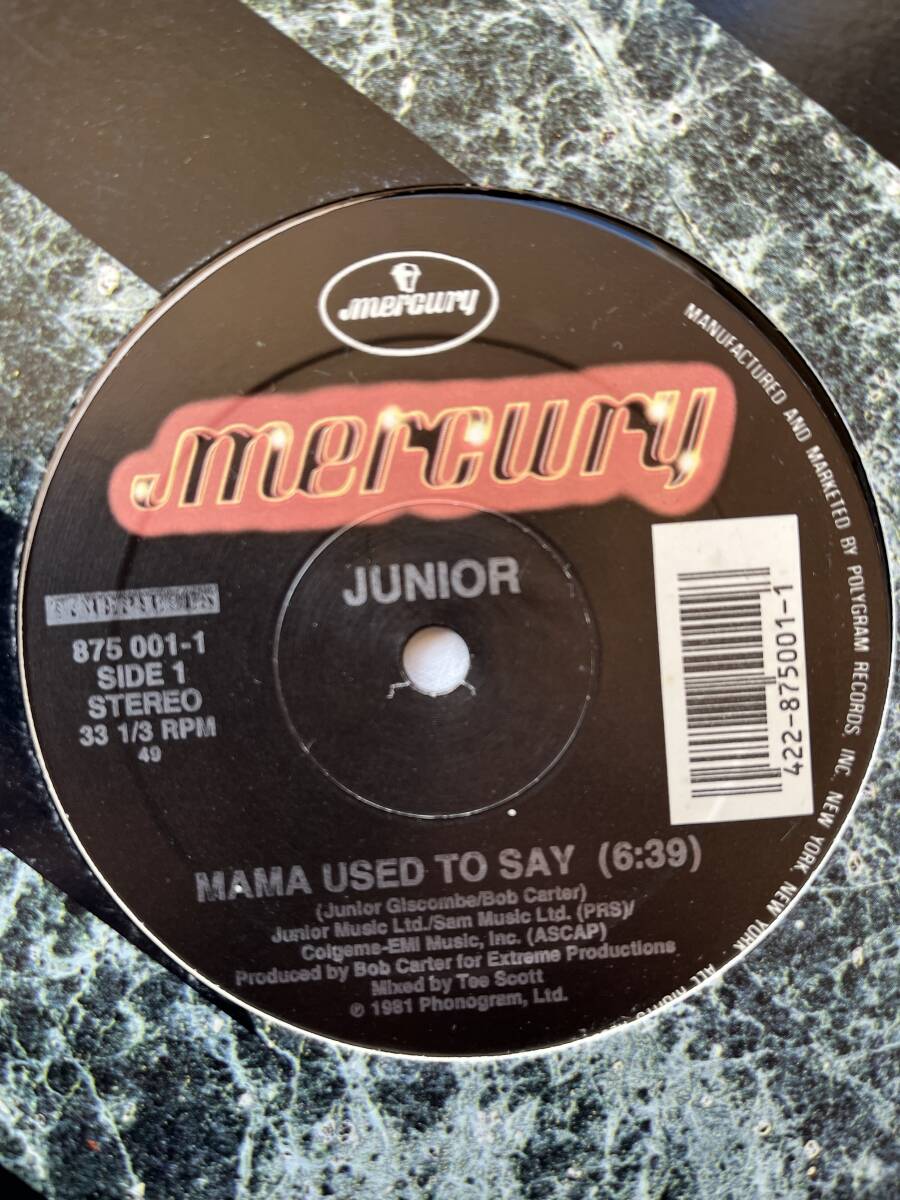 mercury
mercury
MANUFACTURED AND MARKETED BY POLYGRAM RECORDS, INC. NEW YORK, NEW YORK
JUNIOR
875 001-1
SIDE 1
STEREO
33 1/3 RPM
49
422-875001-1
MAMA USED TO SAY (6:39)
(Junior Giscombe/Bob Carter)
Junior Music Ltd./Sam Music Ltd. (PRS)/
Colgems-EMI Music, Inc. (ASCAP)
Produced by Bob Carter for Extreme Productions
Mixed by Tee Scott
℗ 1981 Phonogram, Ltd.